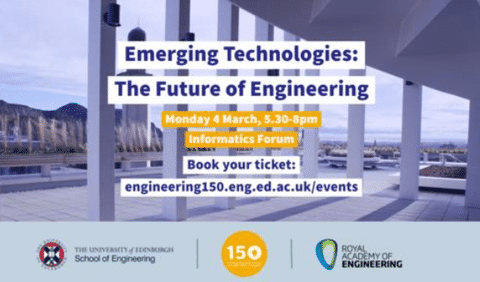 Emerging Technologies:
The Future of Engineering
Monday 4 March, 5.30-8pm
Informatics Forum
Book your ticket:
engineering150.eng.ed.ac.uk/events
THE UNIVERSITY of EDINBURGH
School of Engineering
150
ROYAL
ACADEMY OF
ENGINEERING